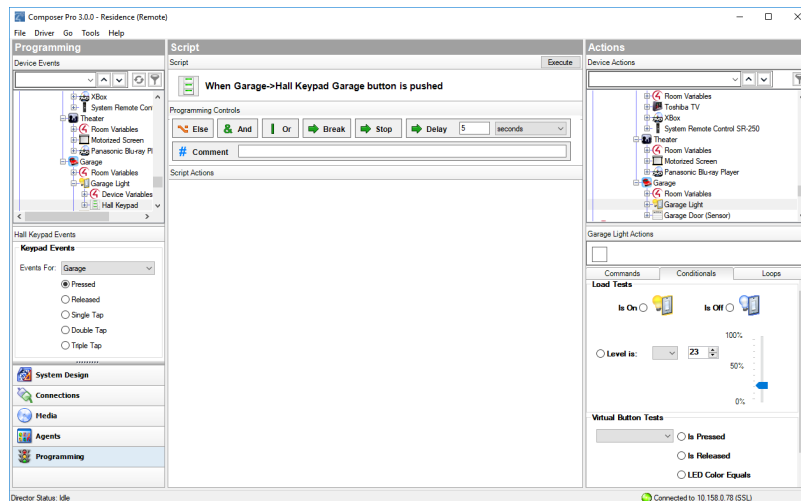 Composer Pro 3.0.0 - Residence (Remote)
File Driver Go Tools Help
Programming
Device Events
XBox
System Remote Con
Theater
Room Variables
Motorized Screen
Panasonic Blu-ray Pl
Garage
Room Variables
Garage Light
Device Variables
Hall Keypad
Hall Keypad Events
Keypad Events
Events For: Garage
Pressed
Released
Single Tap
Double Tap
Triple Tap
System Design
Connections
Media
Agents
Programming
Script
Script Execute
When Garage->Hall Keypad Garage button is pushed
Programming Controls
Else & And Or Break Stop Delay 5 seconds
# Comment
Script Actions
Actions
Device Actions
Room Variables
Toshiba TV
XBox
System Remote Control SR-250
Theater
Room Variables
Motorized Screen
Panasonic Blu-ray Player
Garage
Room Variables
Garage Light
Garage Door (Sensor)
Garage Light Actions
Commands Conditionals Loops
Load Tests
Is On Is Off
100%
Level is: 23
50%
0%
Virtual Button Tests
Is Pressed
Is Released
LED Color Equals
Director Status: Idle
Connected to 10.158.0.78 (SSL)